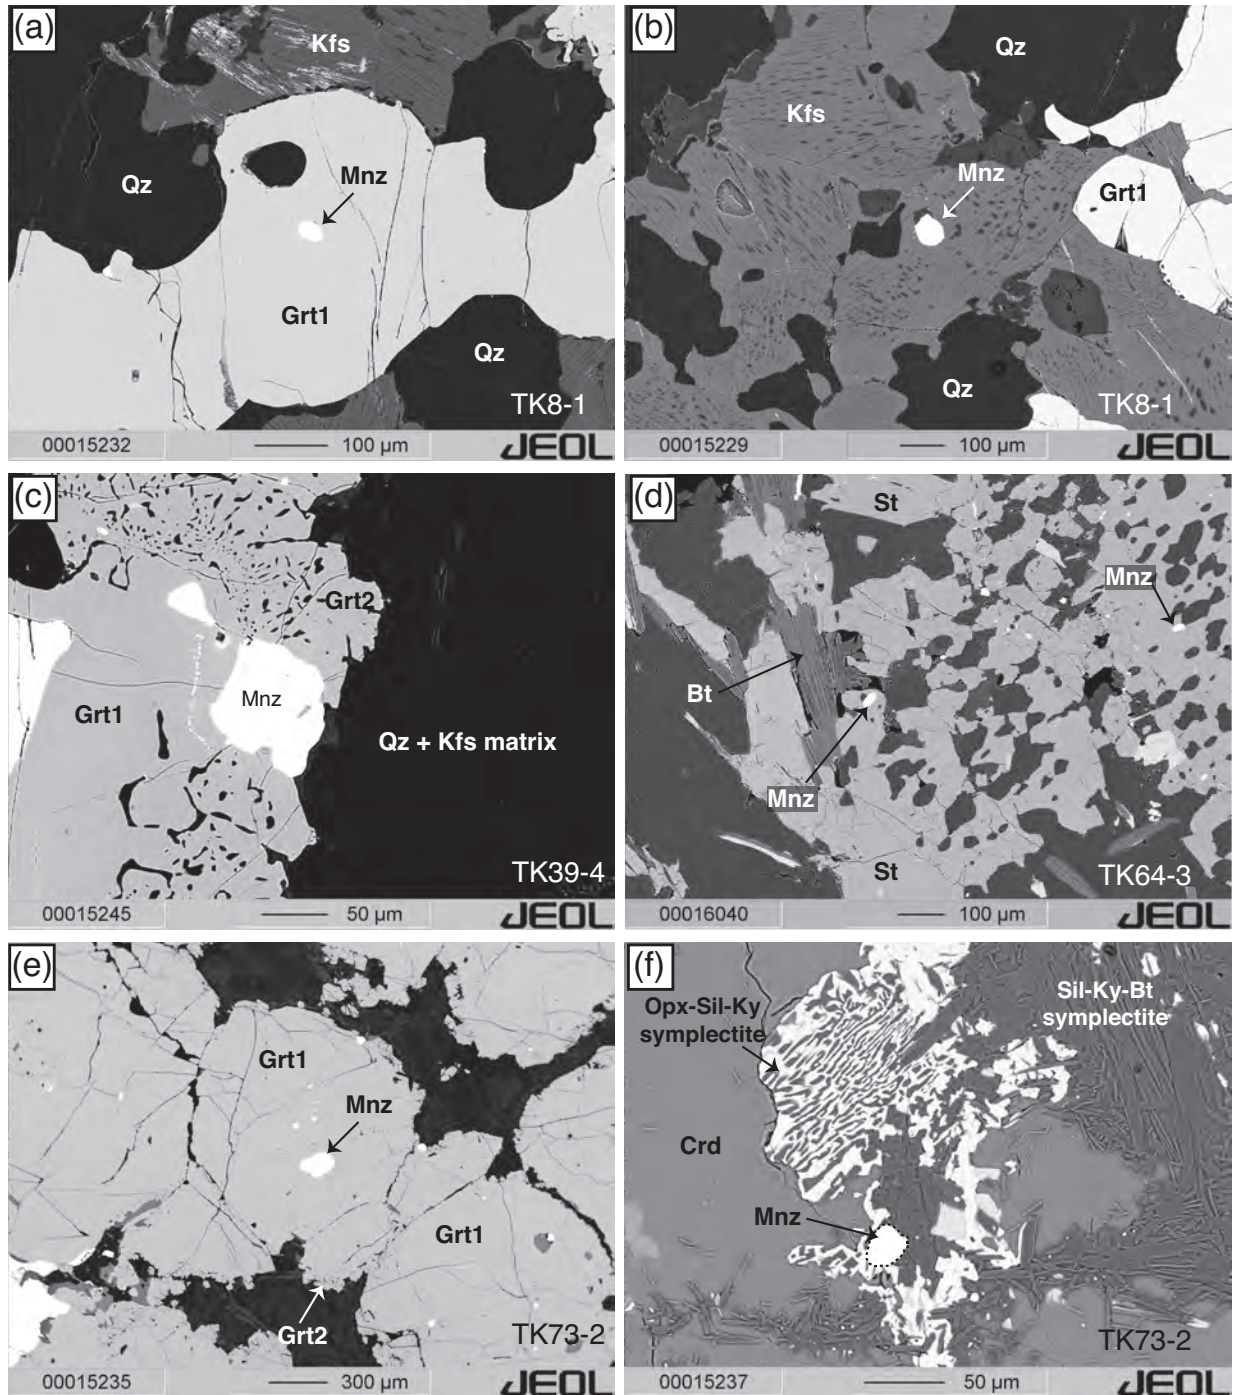 (a)
Kfs
Qz
Mnz
Grt1
Qz
TK8-1
00015232 100 µm JEOL
(b)
Qz
Kfs
Mnz
Grt1
Qz
TK8-1
00015229 100 µm JEOL
(c)
Grt2
Mnz
Grt1
Qz + Kfs matrix
TK39-4
00015245 50 µm JEOL
(d)
St
Mnz
Bt
Mnz
St
TK64-3
00016040 100 µm JEOL
(e)
Grt1
Mnz
Grt1
Grt2
TK73-2
00015235 300 µm JEOL
(f)
Opx-Sil-Ky
symplectite
Sil-Ky-Bt
symplectite
Crd
Mnz
TK73-2
00015237 50 µm JEOL